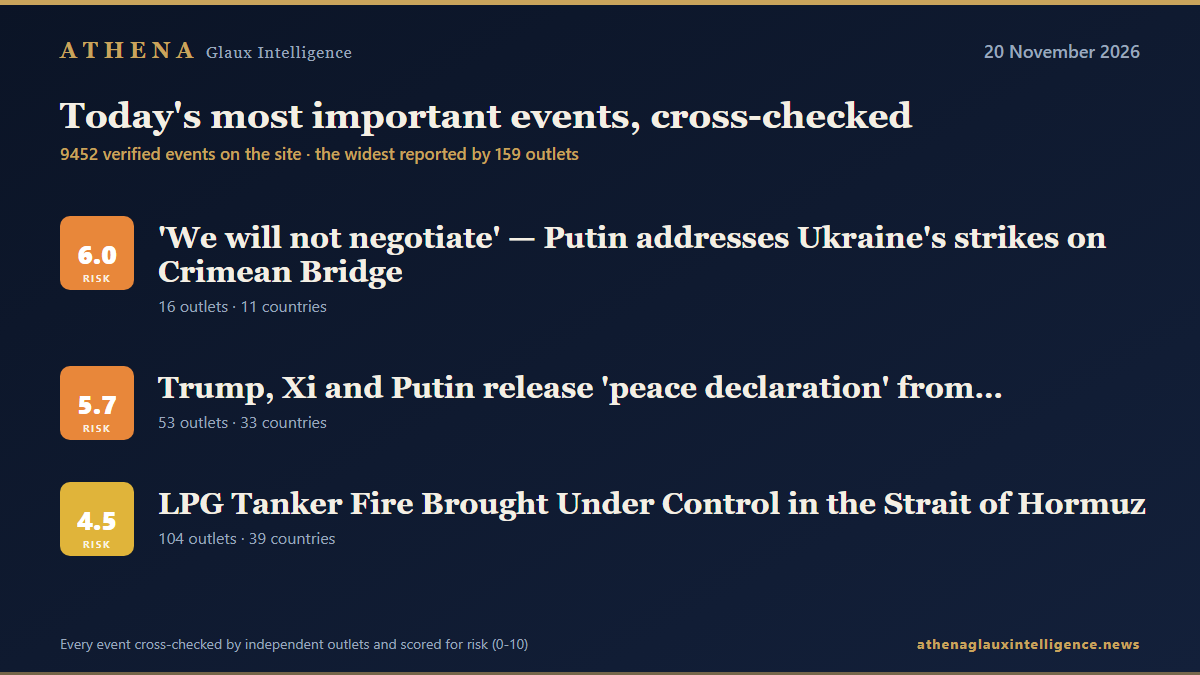 ATHENA Glaux Intelligence
20 November 2026
Today's most important events, cross-checked
9452 verified events on the site · the widest reported by 159 outlets
6.0
RISK
'We will not negotiate' — Putin addresses Ukraine's strikes on
Crimean Bridge
16 outlets · 11 countries
5.7
RISK
Trump, Xi and Putin release 'peace declaration' from...
53 outlets · 33 countries
4.5
RISK
LPG Tanker Fire Brought Under Control in the Strait of Hormuz
104 outlets · 39 countries
Every event cross-checked by independent outlets and scored for risk (0-10)
athenaglauxintelligence.news